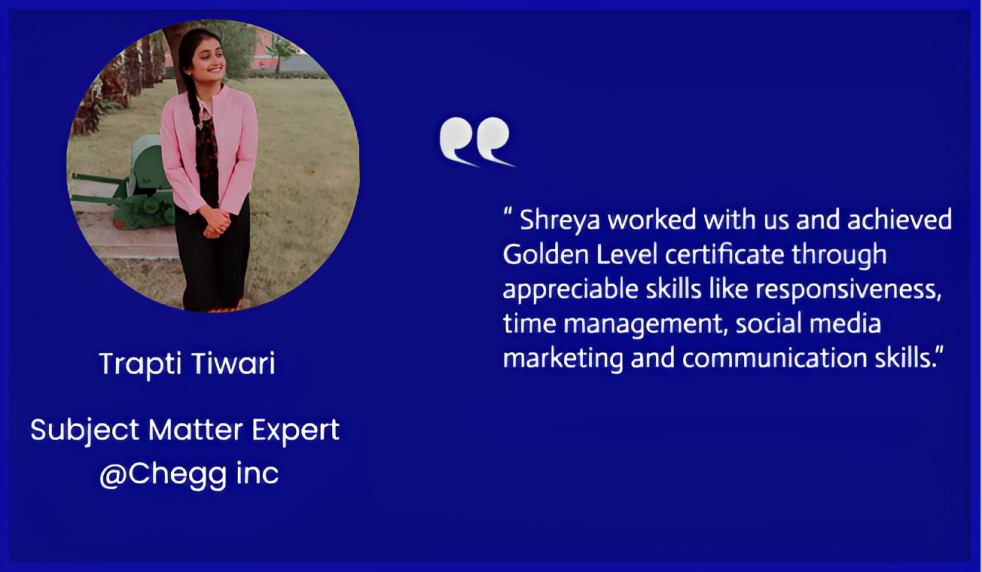 Trapti Tiwari
Subject Matter Expert
@Chegg inc
“ Shreya worked with us and achieved
Golden Level certificate through
appreciable skills like responsiveness,
time management, social media
marketing and communication skills.”